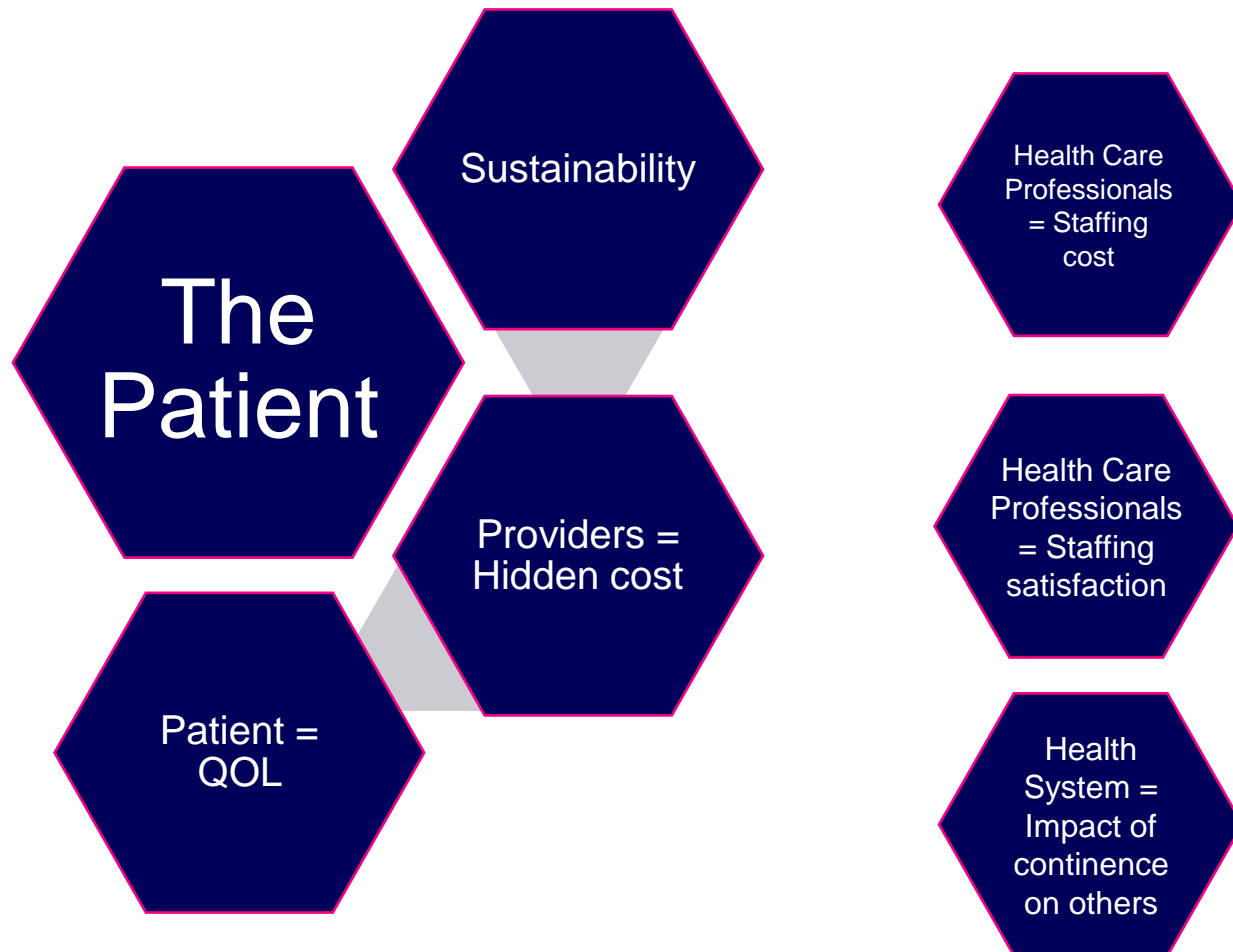 The
Patient
Sustainability
Providers =
Hidden cost
Patient =
QOL
Health Care
Professionals
= Staffing
cost
Health Care
Professionals
= Staffing
satisfaction
Health
System =
Impact of
continence
on others